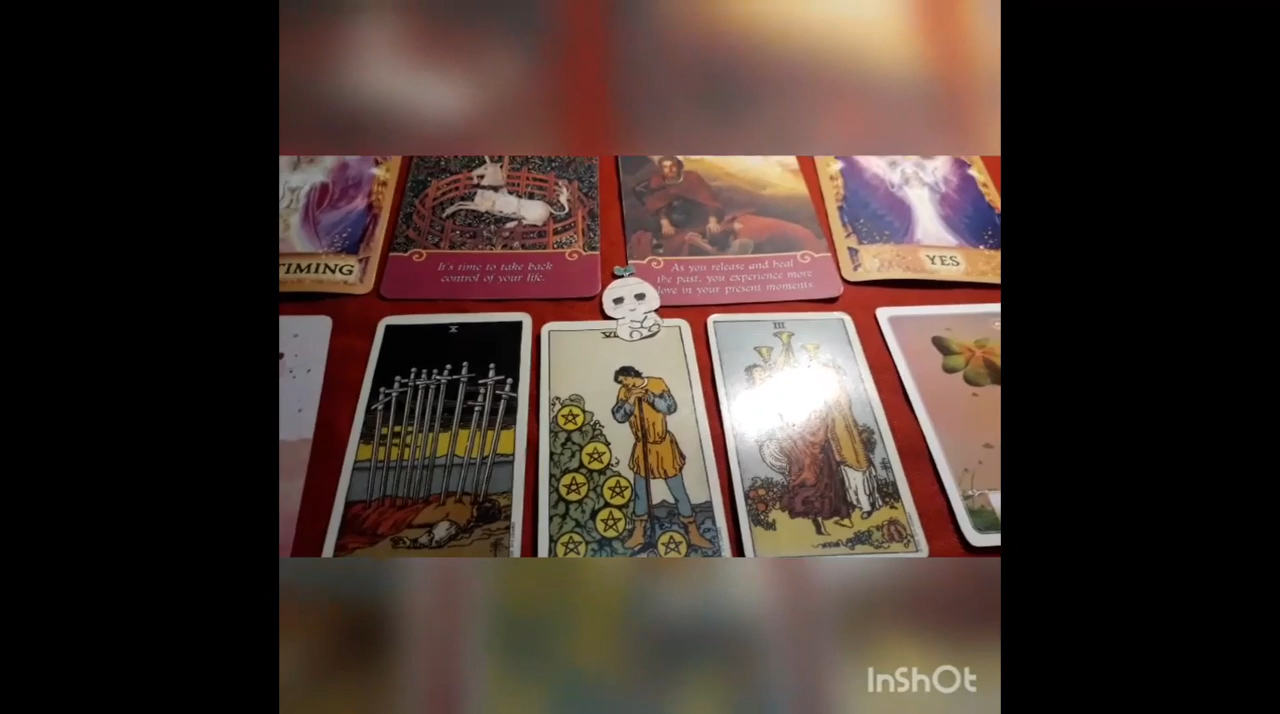 TIMING
It's time to take back
control of your life.
As you release and heal
the past, you experience more
love in your present moments.
YES
X
VI
III
InShOt